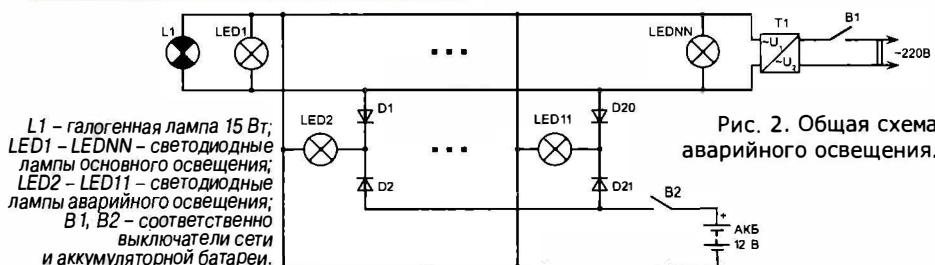 L1
LED1
LEDNN
T1
B1
~U1
~U2
~220В
D1
D20
LED2
LED11
D2
D21
B2
+
АКБ
12 В
L1 – галогенная лампа 15 Вт;
LED1 – LEDNN – светодиодные
лампы основного освещения;
LED2 – LED11 – светодиодные
лампы аварийного освещения;
B1, B2 – соответственно
выключатели сети
и аккумуляторной батареи.
Рис. 2. Общая схема
аварийного освещения.